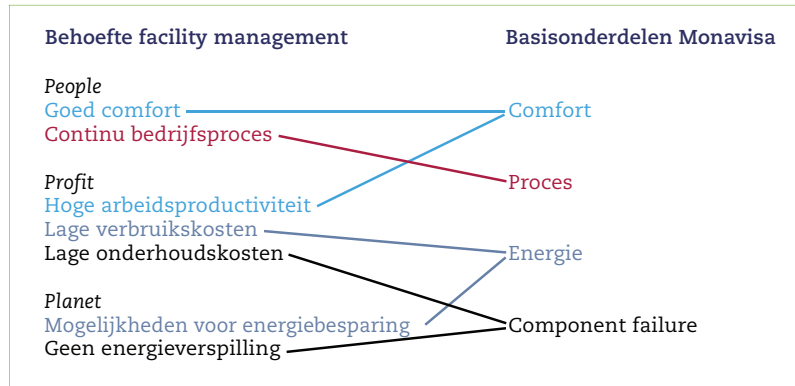 Behoefte facility management
Basisonderdelen Monavisa
People
Goed comfort
Comfort
Continu bedrijfsproces
Profit
Proces
Hoge arbeidsproductiviteit
Lage verbruikskosten
Lage onderhoudskosten
Energie
Planet
Mogelijkheden voor energiebesparing
Component failure
Geen energieverspilling